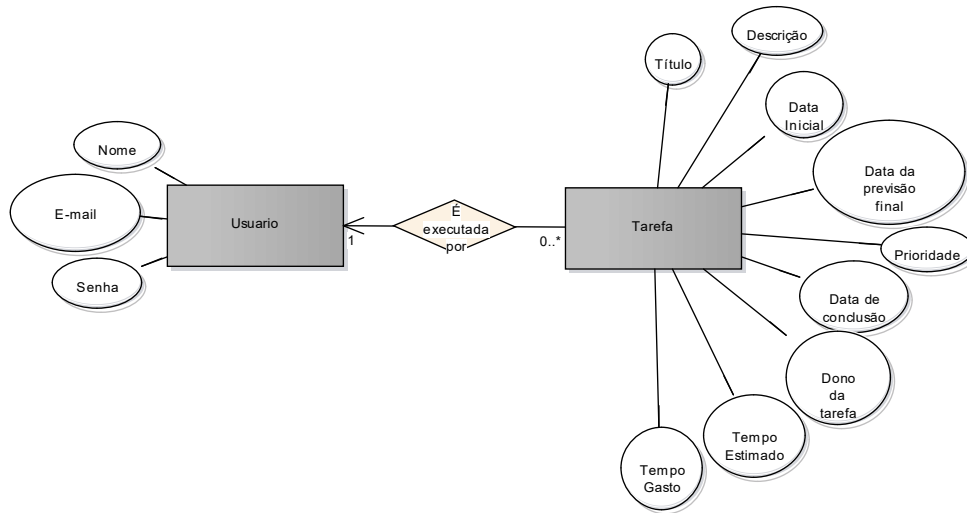 Descrição
Título
Data
Inicial
Nome
Data da
previsão
final
E-mail
Usuario
É
executada
por
1
0..*
Tarefa
Prioridade
Senha
Data de
conclusão
Dono
da
tarefa
Tempo
Estimado
Tempo
Gasto